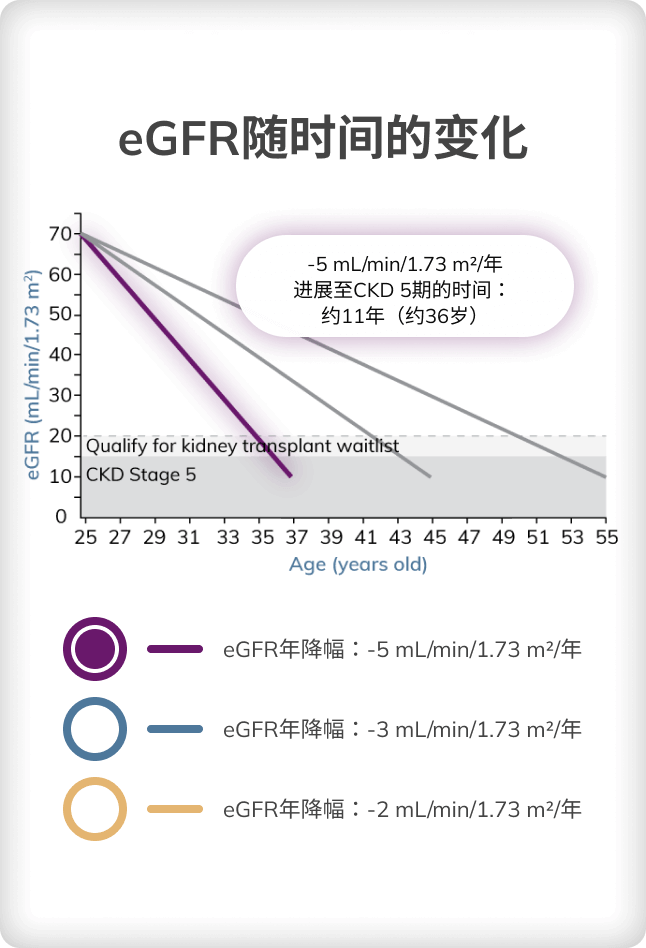 eGFR随时间的变化
-5 mL/min/1.73 m²/年
进展至CKD 5期的时间：
约11年（约36岁）
eGFR (mL/min/1.73 m²)
70
60
50
40
30
20
10
0
Qualify for kidney transplant waitlist
CKD Stage 5
25 27 29 31 33 35 37 39 41 43 45 47 49 51 53 55
Age (years old)
eGFR年降幅：-5 mL/min/1.73 m²/年
eGFR年降幅：-3 mL/min/1.73 m²/年
eGFR年降幅：-2 mL/min/1.73 m²/年